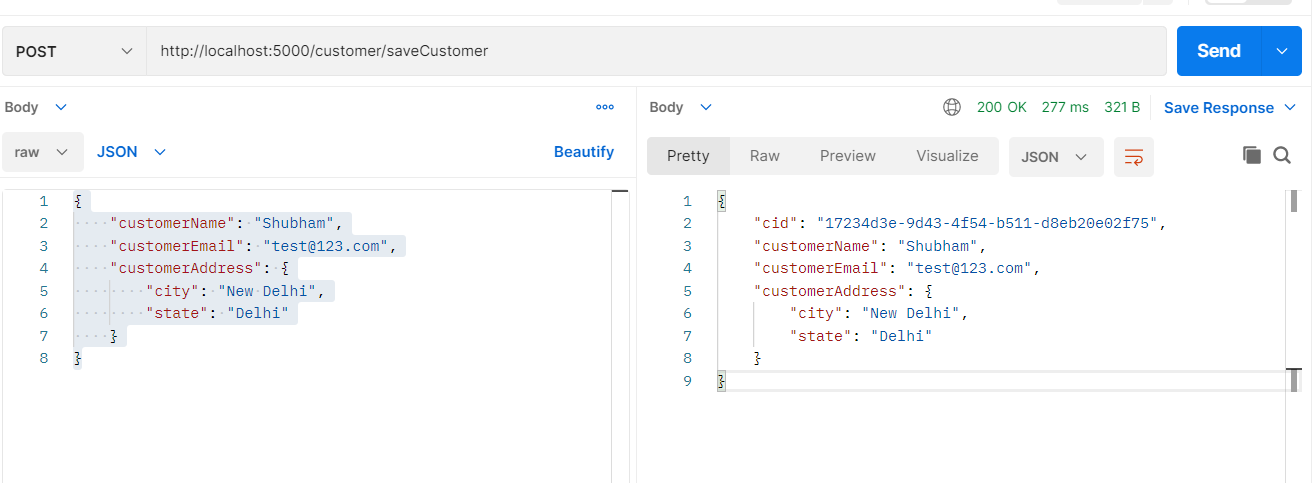 POST http://localhost:5000/customer/saveCustomer Send
Body
raw JSON Beautify
1 {
2 "customerName": "Shubham",
3 "customerEmail": "test@123.com",
4 "customerAddress": {
5 "city": "New Delhi",
6 "state": "Delhi"
7 }
8 }
Body 200 OK 277 ms 321 B Save Response
Pretty Raw Preview Visualize JSON
1 {
2 "cid": "17234d3e-9d43-4f54-b511-d8eb20e02f75",
3 "customerName": "Shubham",
4 "customerEmail": "test@123.com",
5 "customerAddress": {
6 "city": "New Delhi",
7 "state": "Delhi"
8 }
9 }